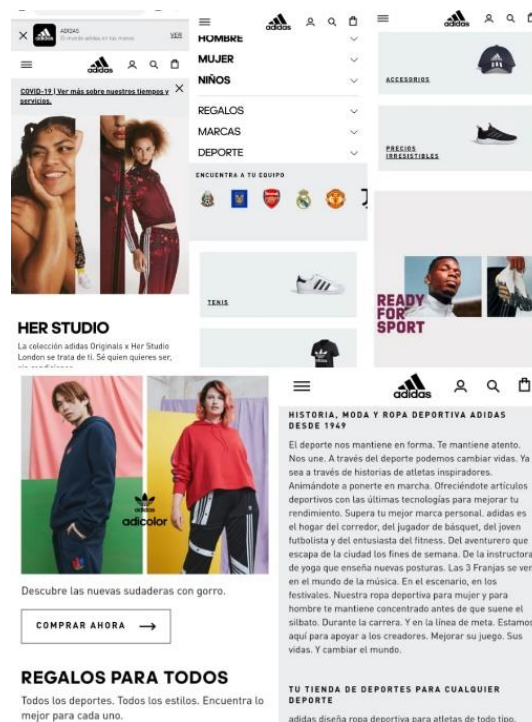 ADIDAS
El mundo adidas en tus manos
VER
adidas
COVID-19 | Ver más sobre nuestros tiempos y
servicios.
HER STUDIO
La colección adidas Originals x Her Studio
London se trata de ti. Sé quien quieres ser,
sin condiciones.
adidas
HOMBRE
MUJER
NIÑOS
REGALOS
MARCAS
DEPORTE
ENCUENTRA A TU EQUIPO
TENIS
adidas
ACCESORIOS
PRECIOS
IRRESISTIBLES
READY
FOR
SPORT
adicolor
Descubre las nuevas sudaderas con gorro.
COMPRAR AHORA
REGALOS PARA TODOS
Todos los deportes. Todos los estilos. Encuentra lo
mejor para cada uno.
adidas
HISTORIA, MODA Y ROPA DEPORTIVA ADIDAS
DESDE 1949
El deporte nos mantiene en forma. Te mantiene atento.
Nos une. A través del deporte podemos cambiar vidas. Ya
sea a través de historias de atletas inspiradores.
Animándote a ponerte en marcha. Ofreciéndote artículos
deportivos con las últimas tecnologías para mejorar tu
rendimiento. Supera tu mejor marca personal. adidas es
el hogar del corredor, del jugador de básquet, del joven
futbolista y del entusiasta del fitness. Del aventurero que
escapa de la ciudad los fines de semana. De la instructora
de yoga que enseña nuevas posturas. Las 3 Franjas se ven
en el mundo de la música. En el escenario, en los
festivales. Nuestra ropa deportiva para mujer y para
hombre te mantiene concentrado antes de que suene el
silbato. Durante la carrera. Y en la línea de meta. Estamos
aquí para apoyar a los creadores. Mejorar su juego. Sus
vidas. Y cambiar el mundo.
TU TIENDA DE DEPORTES PARA CUALQUIER
DEPORTE
adidas diseña ropa deportiva para atletas de todo tipo.